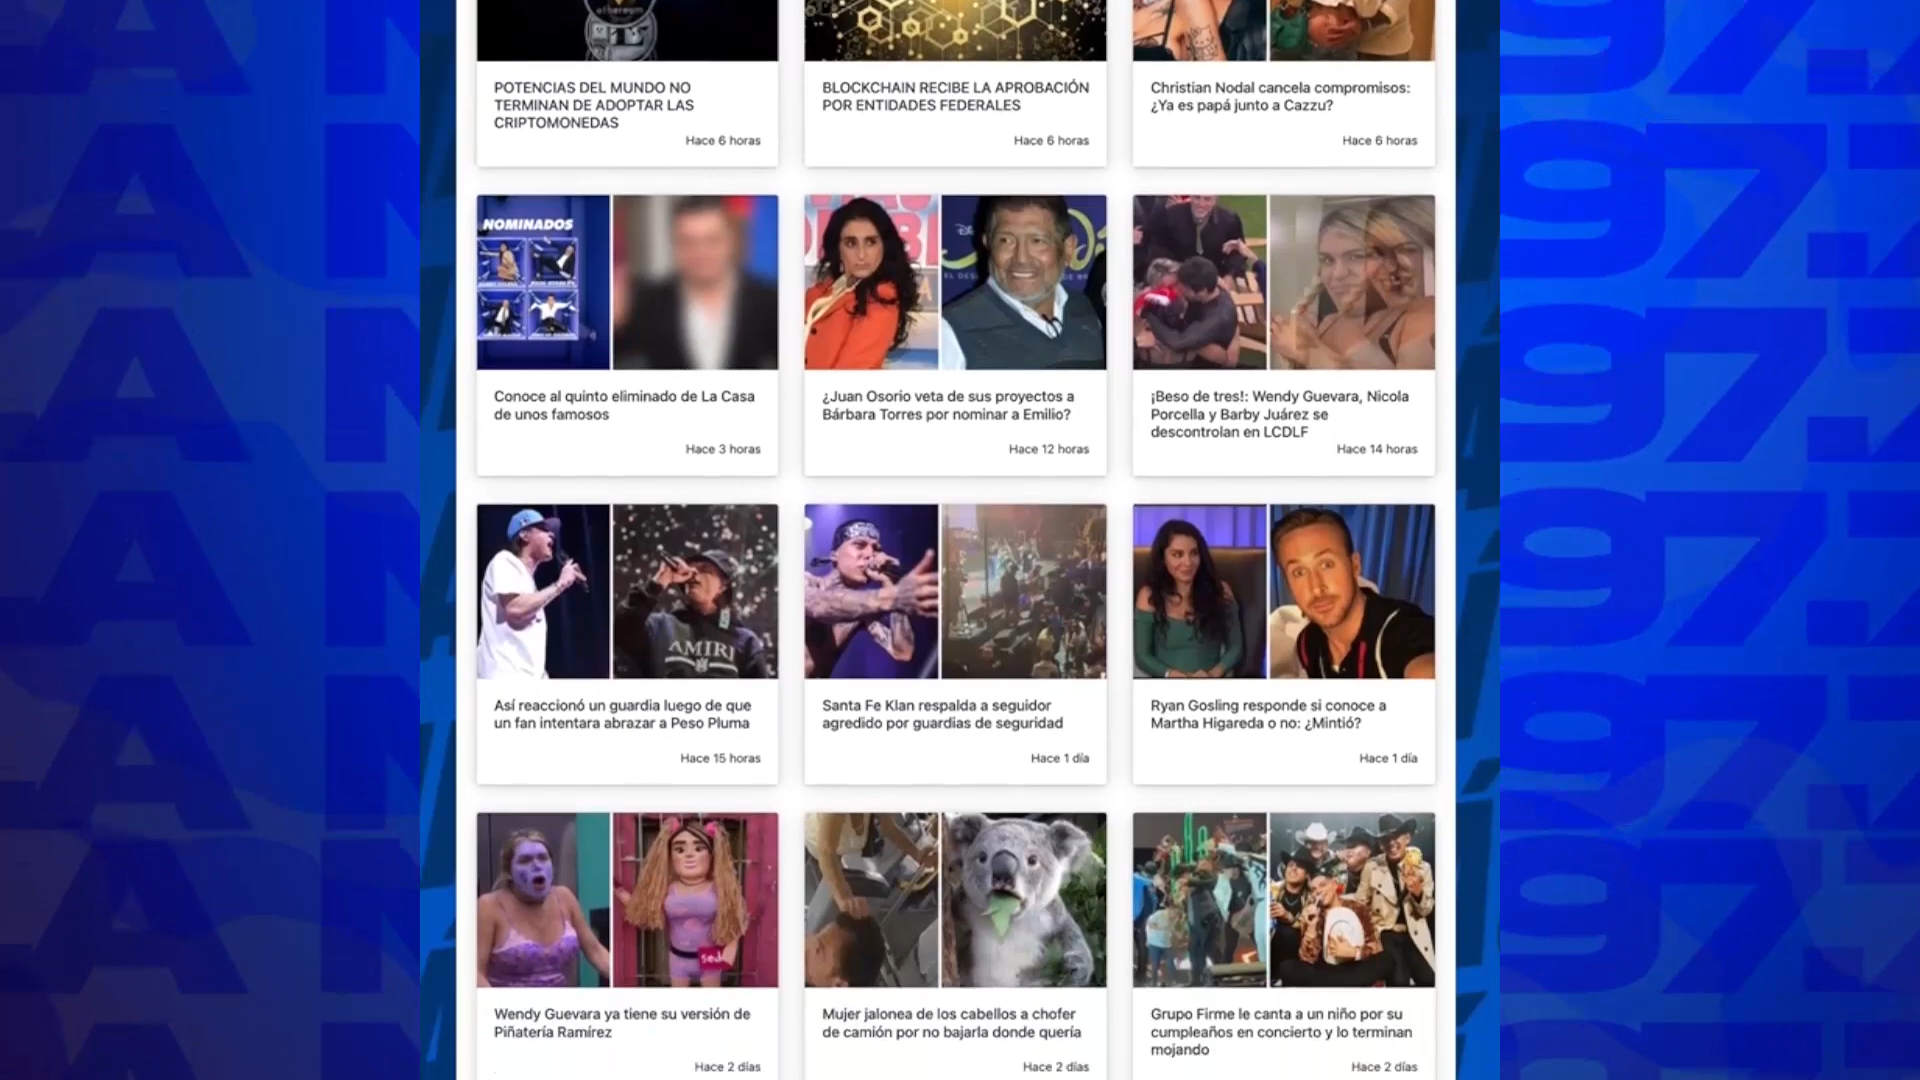 ethereum
POTENCIAS DEL MUNDO NO
TERMINAN DE ADOPTAR LAS
CRIPTOMONEDAS
Hace 6 horas
BLOCKCHAIN RECIBE LA APROBACIÓN
POR ENTIDADES FEDERALES
Hace 6 horas
Christian Nodal cancela compromisos:
¿Ya es papá junto a Cazzu?
Hace 6 horas
NOMINADOS
Conoce al quinto eliminado de La Casa
de unos famosos
Hace 3 horas
¿Juan Osorio veta de sus proyectos a
Bárbara Torres por nominar a Emilio?
Hace 12 horas
¡Beso de tres!: Wendy Guevara, Nicola
Porcella y Barby Juárez se
descontrolan en LCDLF
Hace 14 horas
AMIRI
Así reaccionó un guardia luego de que
un fan intentara abrazar a Peso Pluma
Hace 15 horas
Santa Fe Klan respalda a seguidor
agredido por guardias de seguridad
Hace 1 día
Ryan Gosling responde si conoce a
Martha Higareda o no: ¿Mintió?
Hace 1 día
Wendy Guevara ya tiene su versión de
Piñatería Ramírez
Hace 2 días
Mujer jalonea de los cabellos a chofer
de camión por no bajarla donde quería
Hace 2 días
Grupo Firme le canta a un niño por su
cumpleaños en concierto y lo terminan
mojando
Hace 2 días